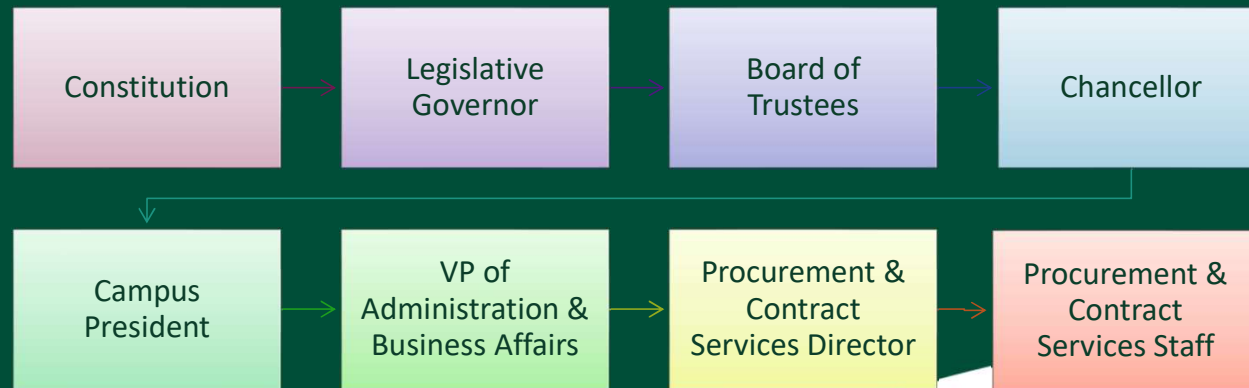 Constitution
Legislative
Governor
Board of
Trustees
Chancellor
Campus
President
VP of
Administration &
Business Affairs
Procurement &
Contract
Services Director
Procurement &
Contract
Services Staff